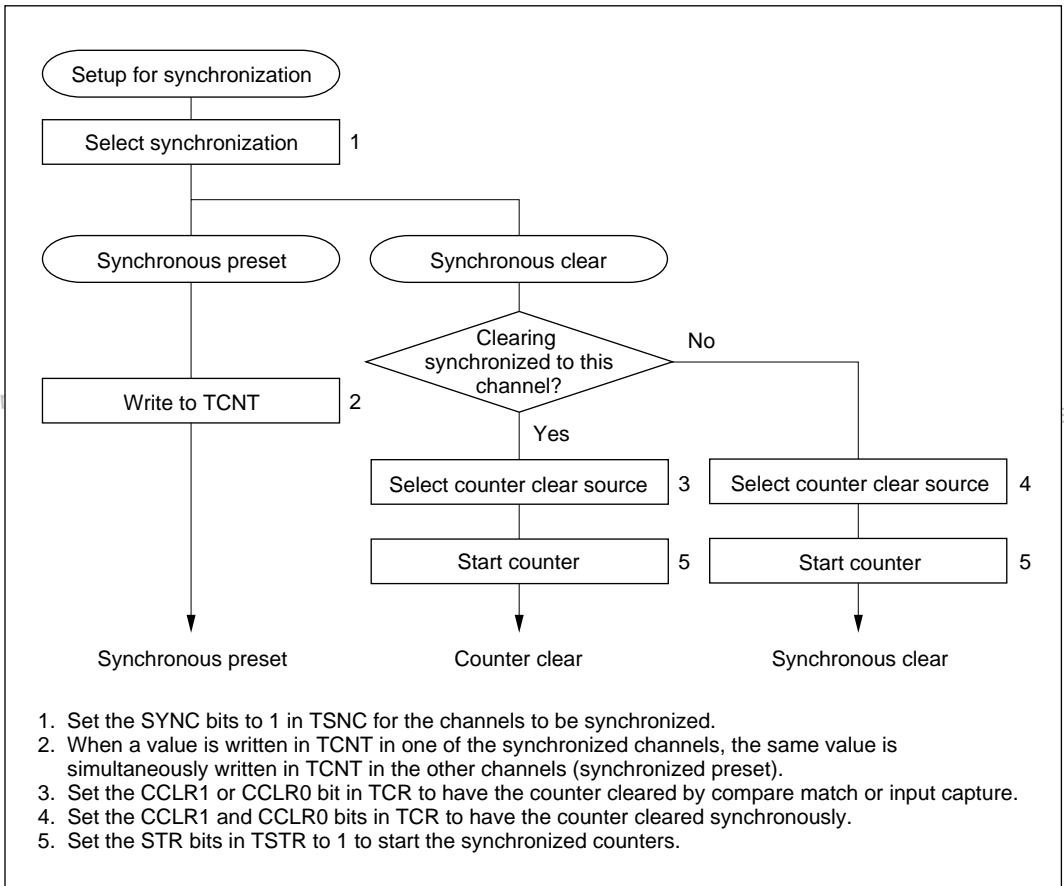 Setup for synchronization
Select synchronization 1
Synchronous preset
Synchronous clear
Clearing
synchronized to this
channel?
No
Write to TCNT 2
Yes
Select counter clear source 3
Select counter clear source 4
Start counter 5
Start counter 5
Synchronous preset
Counter clear
Synchronous clear
1. Set the SYNC bits to 1 in TSNC for the channels to be synchronized.
2. When a value is written in TCNT in one of the synchronized channels, the same value is
simultaneously written in TCNT in the other channels (synchronized preset).
3. Set the CCLR1 or CCLR0 bit in TCR to have the counter cleared by compare match or input capture.
4. Set the CCLR1 and CCLR0 bits in TCR to have the counter cleared synchronously.
5. Set the STR bits in TSTR to 1 to start the synchronized counters.